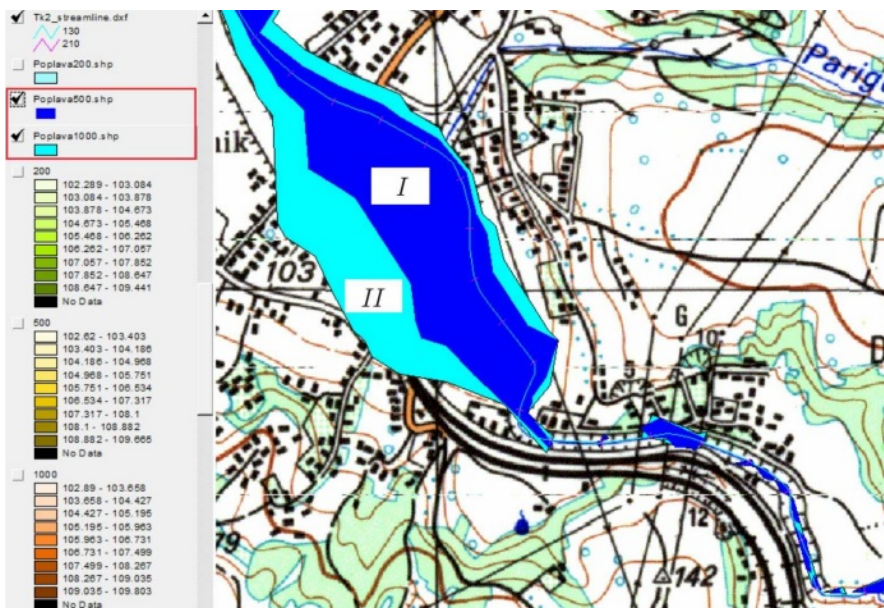 Tk2_streamline.dxf
130
210
Poplava200.shp
Poplava500.shp
Poplava1000.shp
200
102.289 - 103.084
103.084 - 103.878
103.878 - 104.673
104.673 - 105.468
105.468 - 106.262
106.262 - 107.057
107.057 - 107.852
107.852 - 108.647
108.647 - 109.441
No Data
500
102.62 - 103.403
103.403 - 104.186
104.186 - 104.968
104.968 - 105.751
105.751 - 106.534
106.534 - 107.317
107.317 - 108.1
108.1 - 108.882
108.882 - 109.665
No Data
1000
102.89 - 103.658
103.658 - 104.427
104.427 - 105.195
105.195 - 105.963
105.963 - 106.731
106.731 - 107.499
107.499 - 108.267
108.267 - 109.035
109.035 - 109.803
No Data
Parig
nik
I
103
II
G
10
D
12
79
142